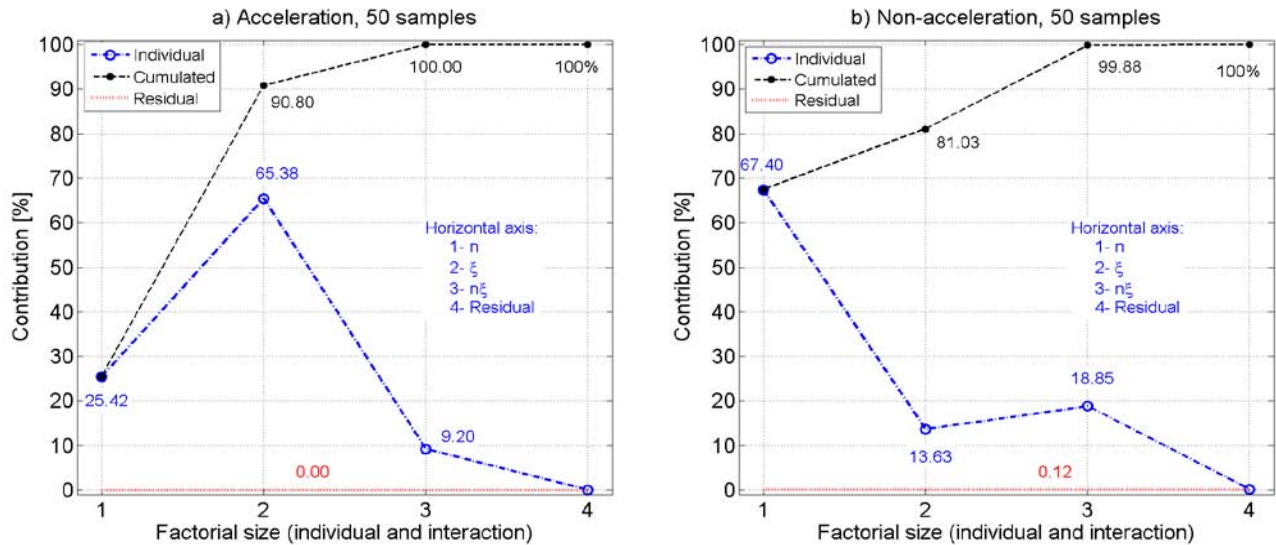 a) Acceleration, 50 samples
Contribution [%]
100
90
80
70
60
50
40
30
20
10
0
Individual
Cumulated
Residual
100.00
100%
90.80
65.38
Horizontal axis:
1- n
2- ξ
3- nξ
4- Residual
25.42
9.20
0.00
1
2
3
4
Factorial size (individual and interaction)
b) Non-acceleration, 50 samples
Contribution [%]
100
90
80
70
60
50
40
30
20
10
0
Individual
Cumulated
Residual
99.88
100%
81.03
67.40
Horizontal axis:
1- n
2- ξ
3- nξ
4- Residual
18.85
13.63
0.12
1
2
3
4
Factorial size (individual and interaction)